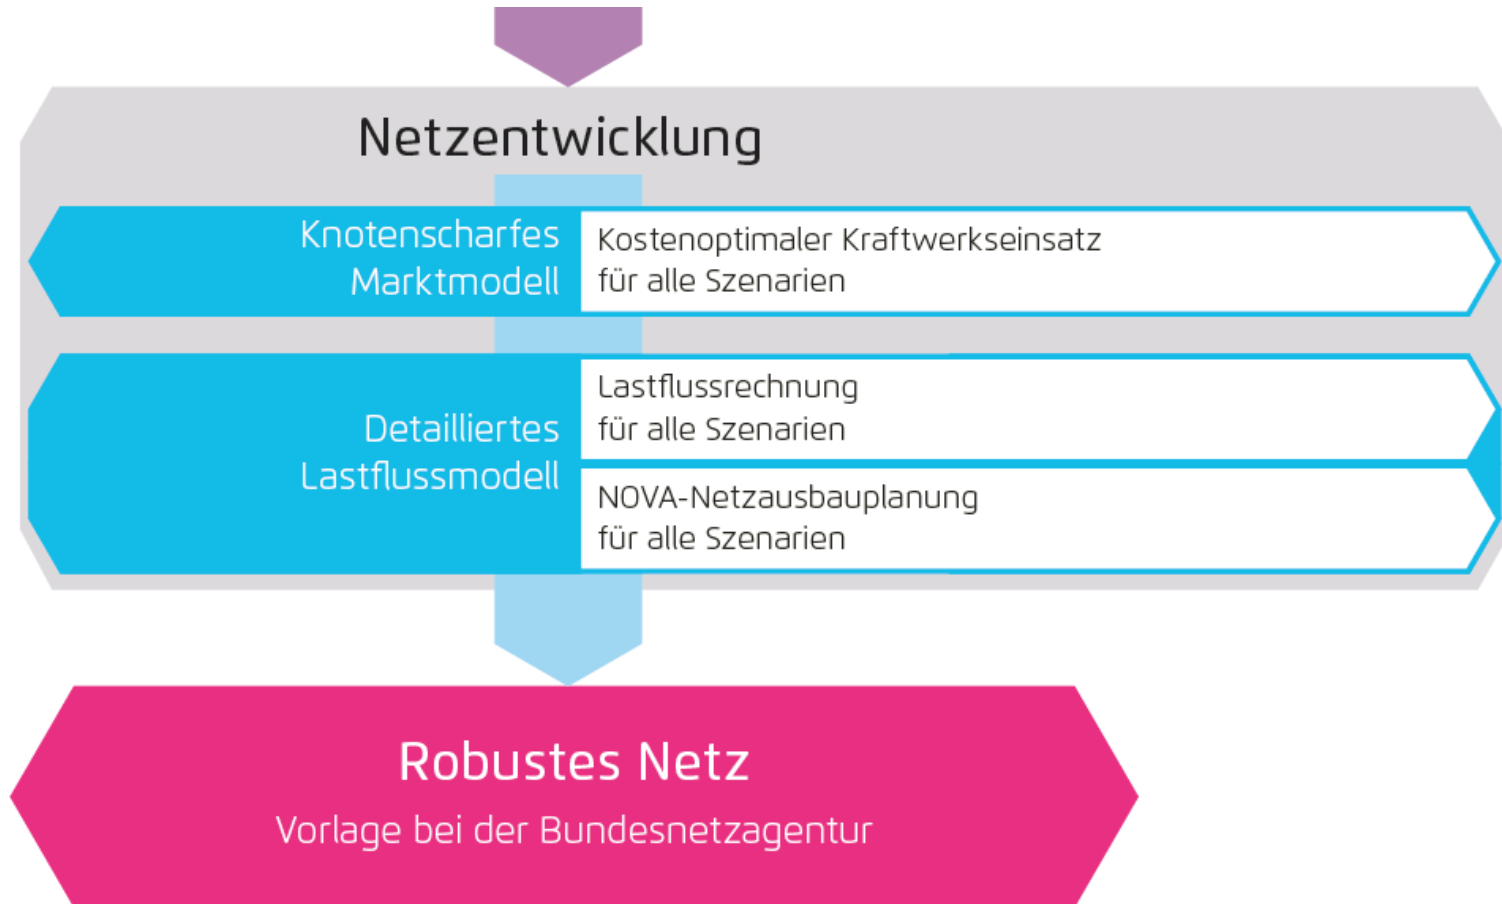 Netzentwicklung
Knotenscharfes
Marktmodell
Kostenoptimaler Kraftwerkseinsatz
für alle Szenarien
Detailliertes
Lastflussmodell
Lastflussrechnung
für alle Szenarien
NOVA-Netzausbauplanung
für alle Szenarien
Robustes Netz
Vorlage bei der Bundesnetzagentur